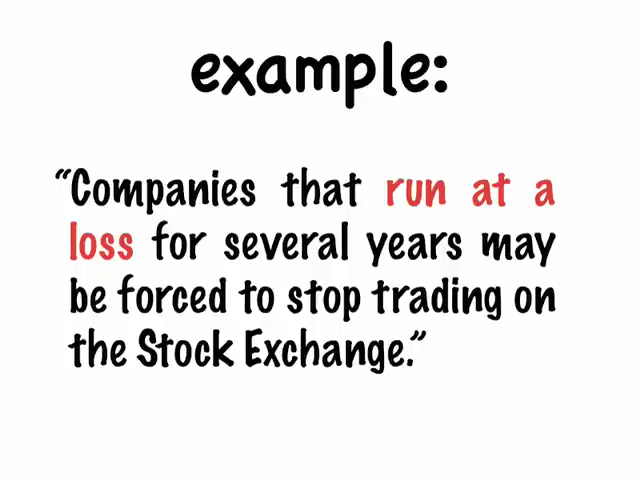 example:
“Companies that run at a
loss for several years may
be forced to stop trading on
the Stock Exchange.”